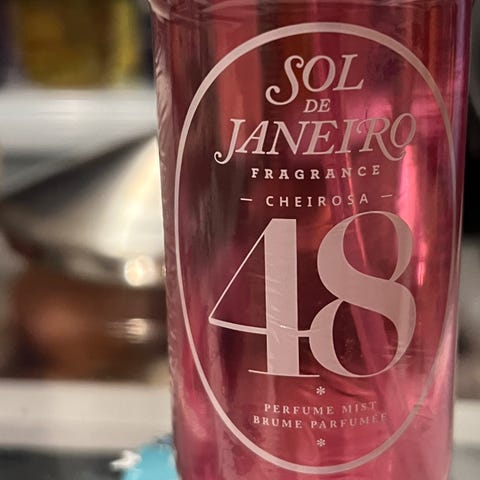 SOL
DE
JANEIRO
FRAGRANCE
— CHEIROSA —
48
*
PERFUME MIST
BRUME PARFUMÉE
*